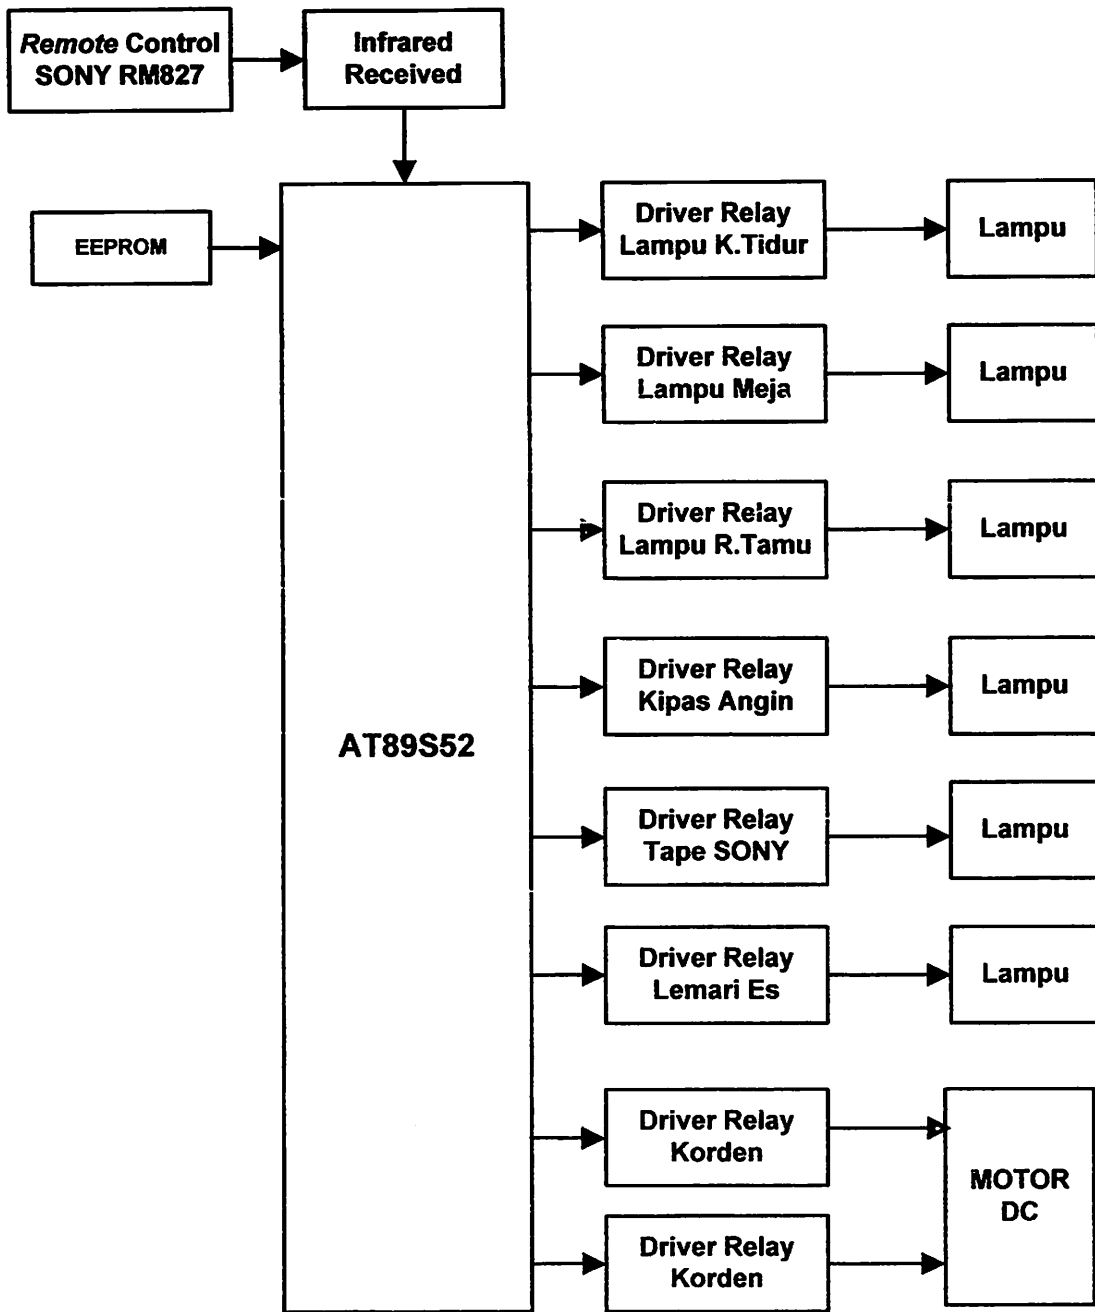 Remote Control
SONY RM827
Infrared
Received
EEPROM
AT89S52
Driver Relay
Lampu K.Tidur
Lampu
Driver Relay
Lampu Meja
Lampu
Driver Relay
Lampu R.Tamu
Lampu
Driver Relay
Kipas Angin
Lampu
Driver Relay
Tape SONY
Lampu
Driver Relay
Lemari Es
Lampu
Driver Relay
Korden
Driver Relay
Korden
MOTOR
DC